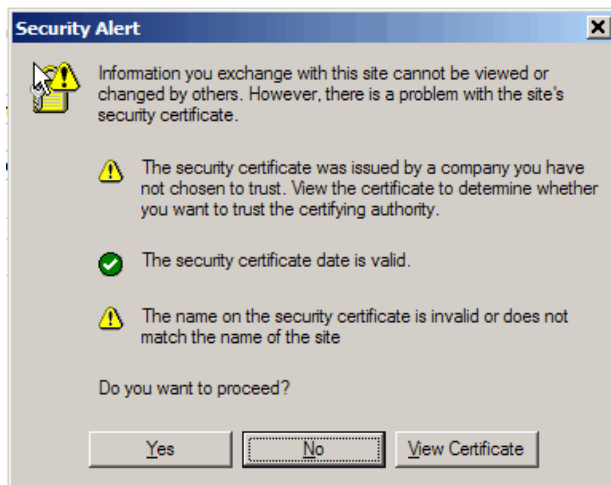 Security Alert
Information you exchange with this site cannot be viewed or
changed by others. However, there is a problem with the site's
security certificate.
The security certificate was issued by a company you have
not chosen to trust. View the certificate to determine whether
you want to trust the certifying authority.
The security certificate date is valid.
The name on the security certificate is invalid or does not
match the name of the site
Do you want to proceed?
Yes
No
View Certificate